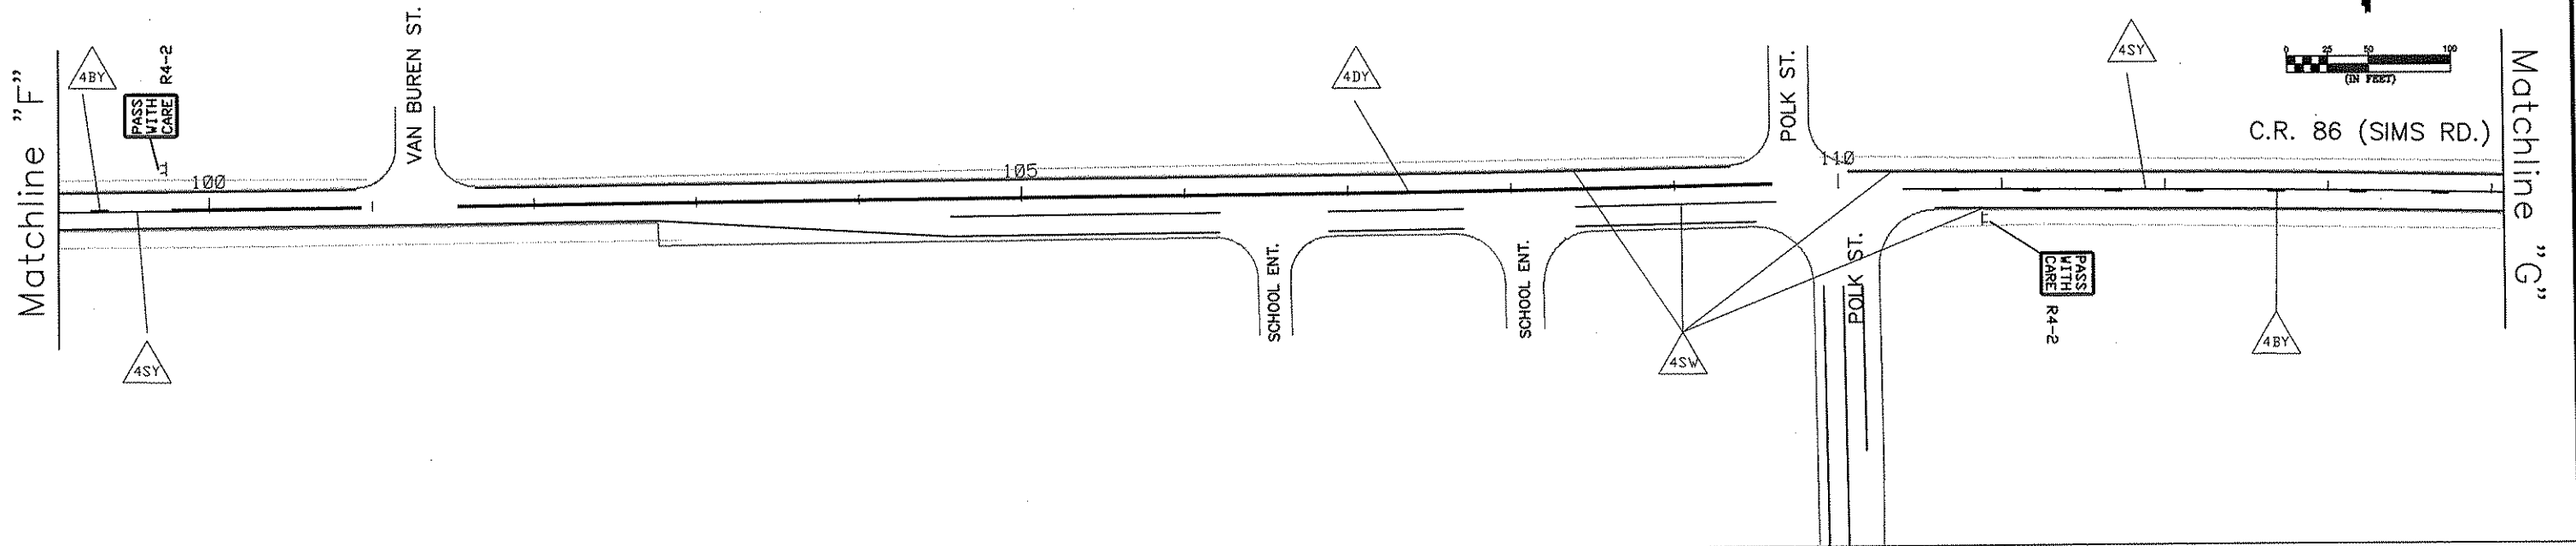 Matchline "F"
4BY
PASS
WITH
CARE
R4-2
4SY
100
VAN BUREN ST.
105
4DY
SCHOOL ENT.
SCHOOL ENT.
4SW
POLK ST.
110
POLK ST.
PASS
WITH
CARE
R4-2
4SY
4BY
0 25 50 100
(IN FEET)
C.R. 86 (SIMS RD.)
Matchline "G"